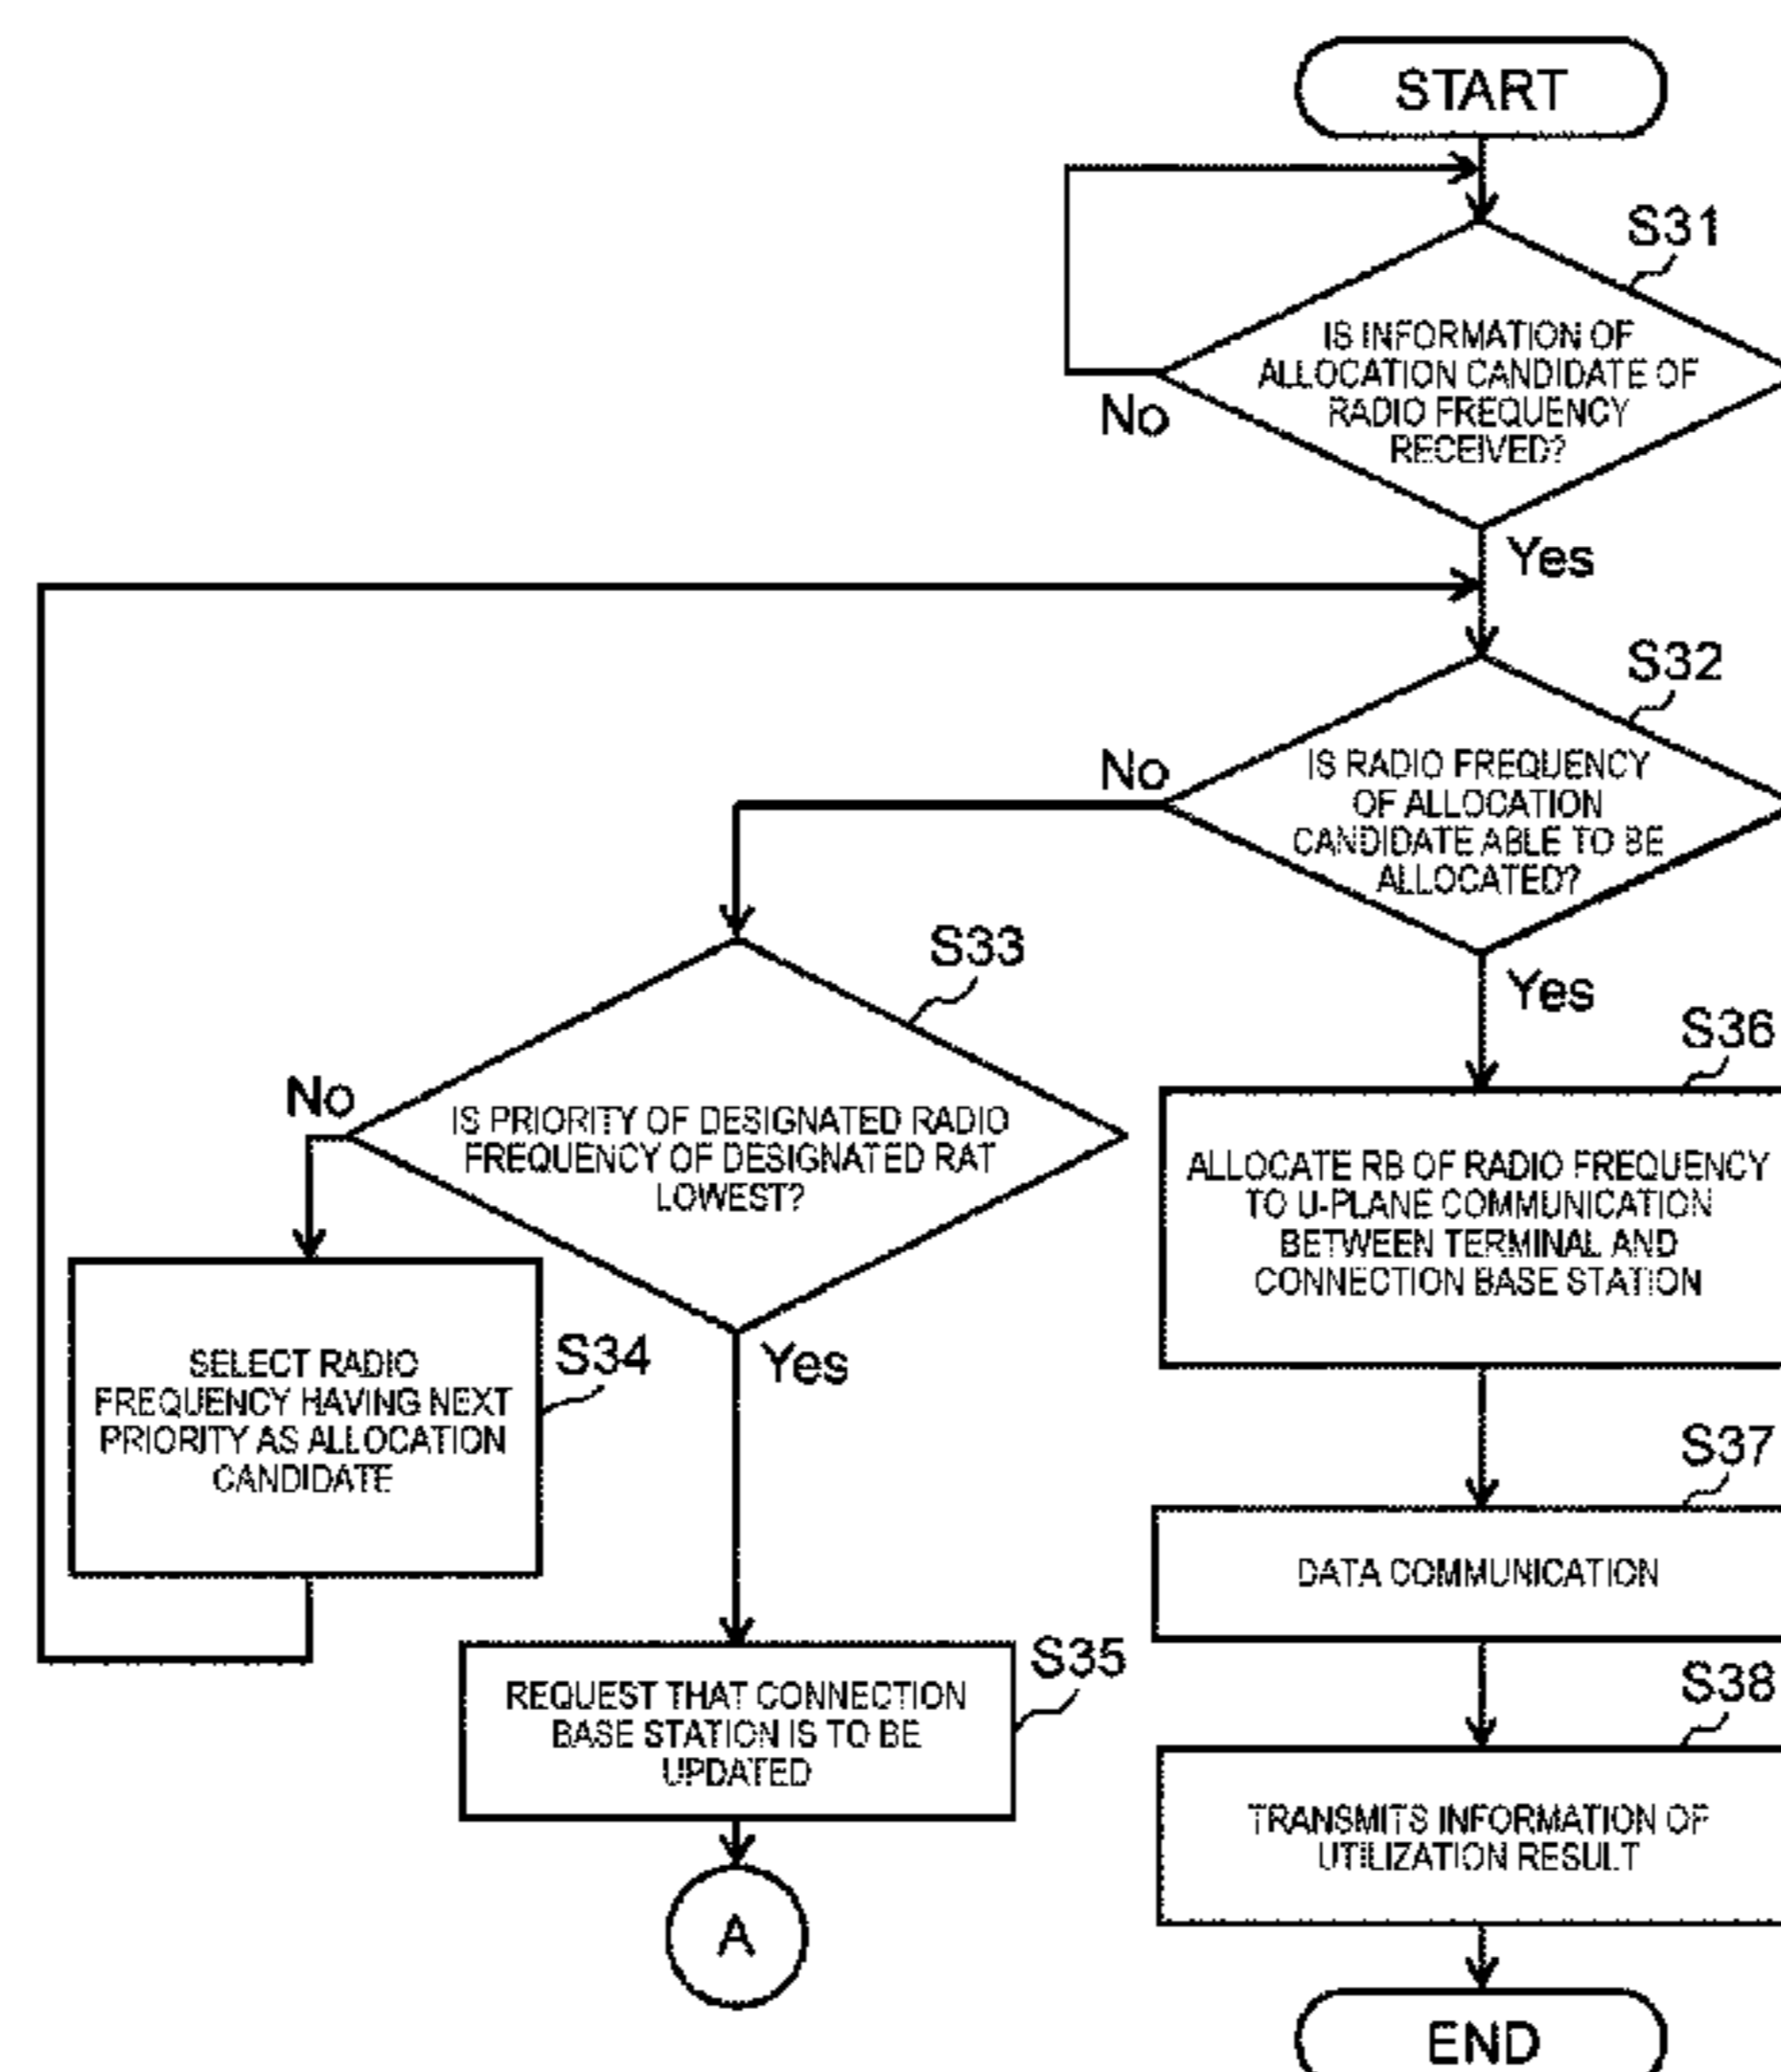 START
S31
IS INFORMATION OF
ALLOCATION CANDIDATE OF
RADIO FREQUENCY
RECEIVED?
No
Yes
S32
No
IS RADIO FREQUENCY
OF ALLOCATION
CANDIDATE ABLE TO BE
ALLOCATED?
Yes
S33
No
IS PRIORITY OF DESIGNATED RADIO
FREQUENCY OF DESIGNATED RAT
LOWEST?
Yes
S34
SELECT RADIO
FREQUENCY HAVING NEXT
PRIORITY AS ALLOCATION
CANDIDATE
S35
REQUEST THAT CONNECTION
BASE STATION IS TO BE
UPDATED
A
S36
ALLOCATE RB OF RADIO FREQUENCY
TO U-PLANE COMMUNICATION
BETWEEN TERMINAL AND
CONNECTION BASE STATION
S37
DATA COMMUNICATION
S38
TRANSMITS INFORMATION OF
UTILIZATION RESULT
END